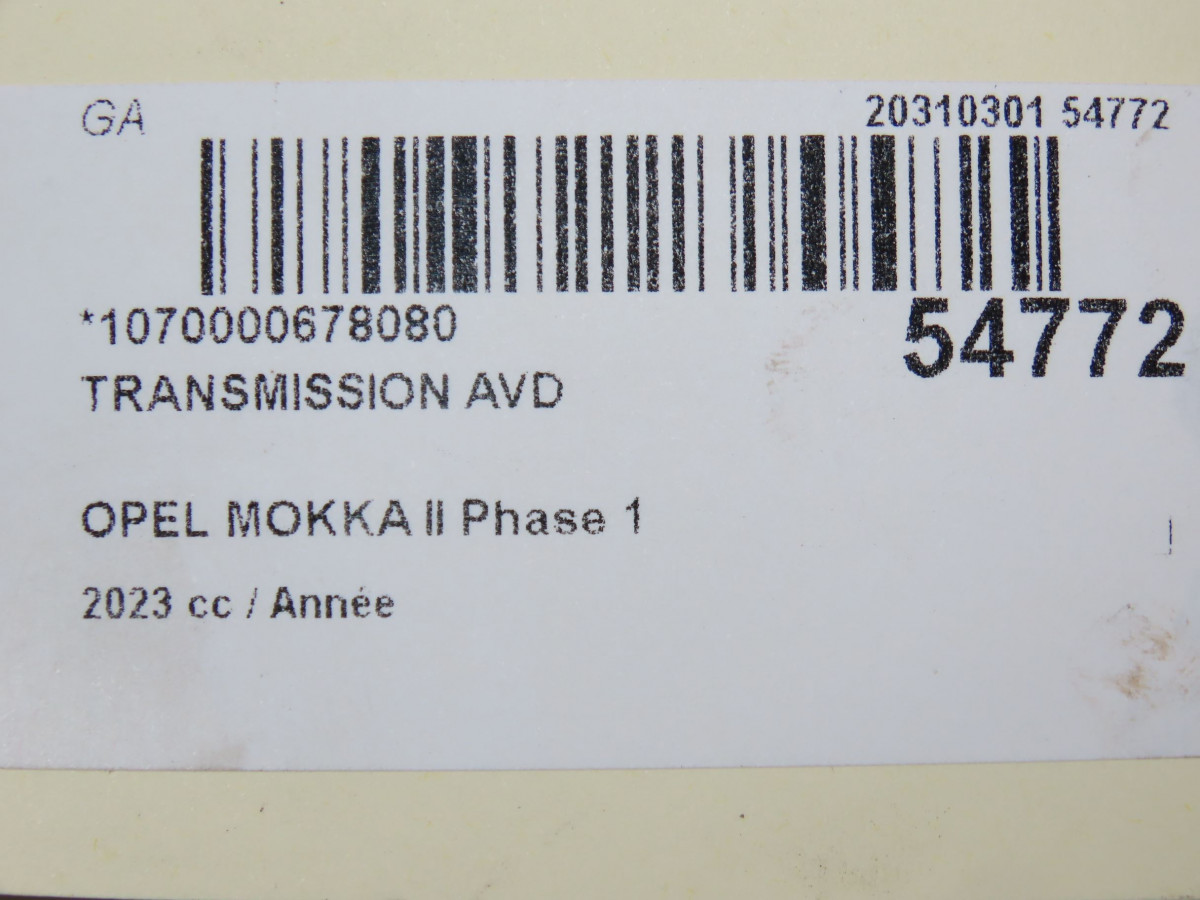 GA
20310301 54772
*1070000678080
54772
TRANSMISSION AVD
OPEL MOKKA II Phase 1
2023 cc / Année